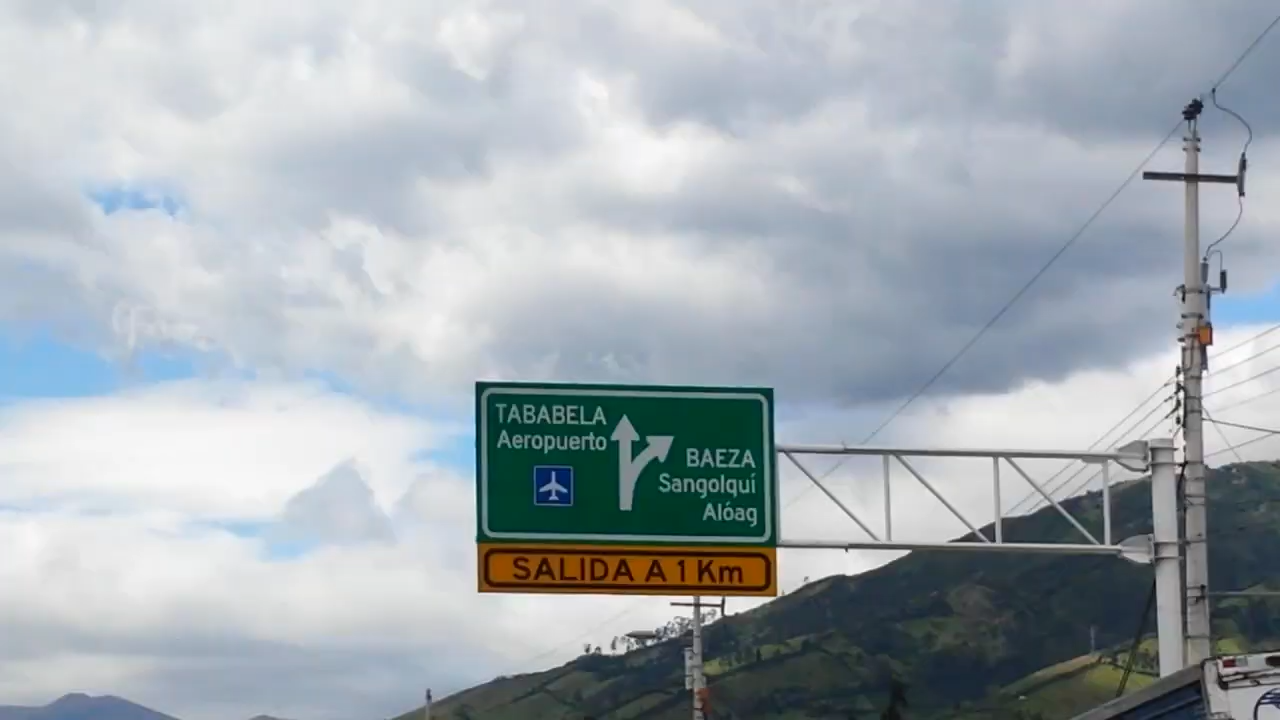 TABABELA
Aeropuerto
BAEZA
Sangolquí
Alóag
SALIDA A 1 Km